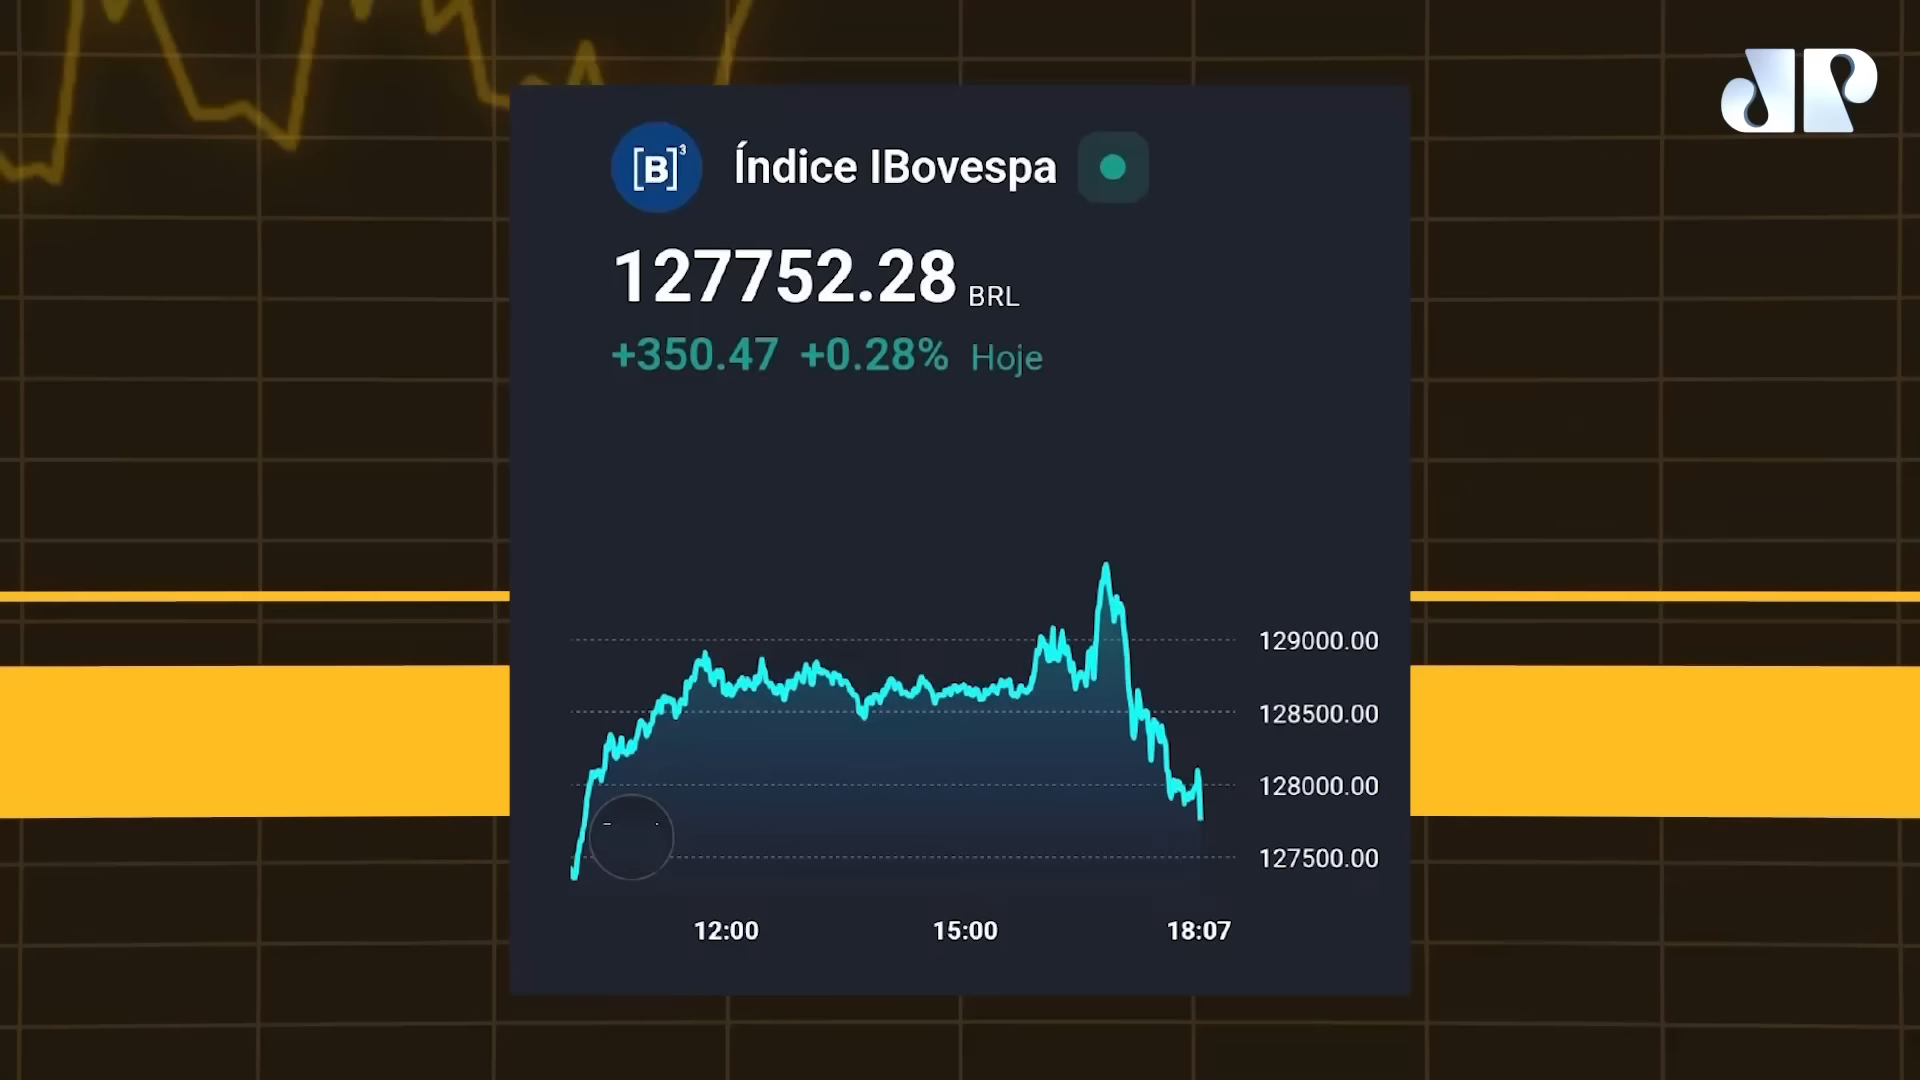 JP
[B]³ Índice IBovespa
127752.28 BRL
+350.47 +0.28% Hoje
129000.00
128500.00
128000.00
127500.00
12:00 15:00 18:07